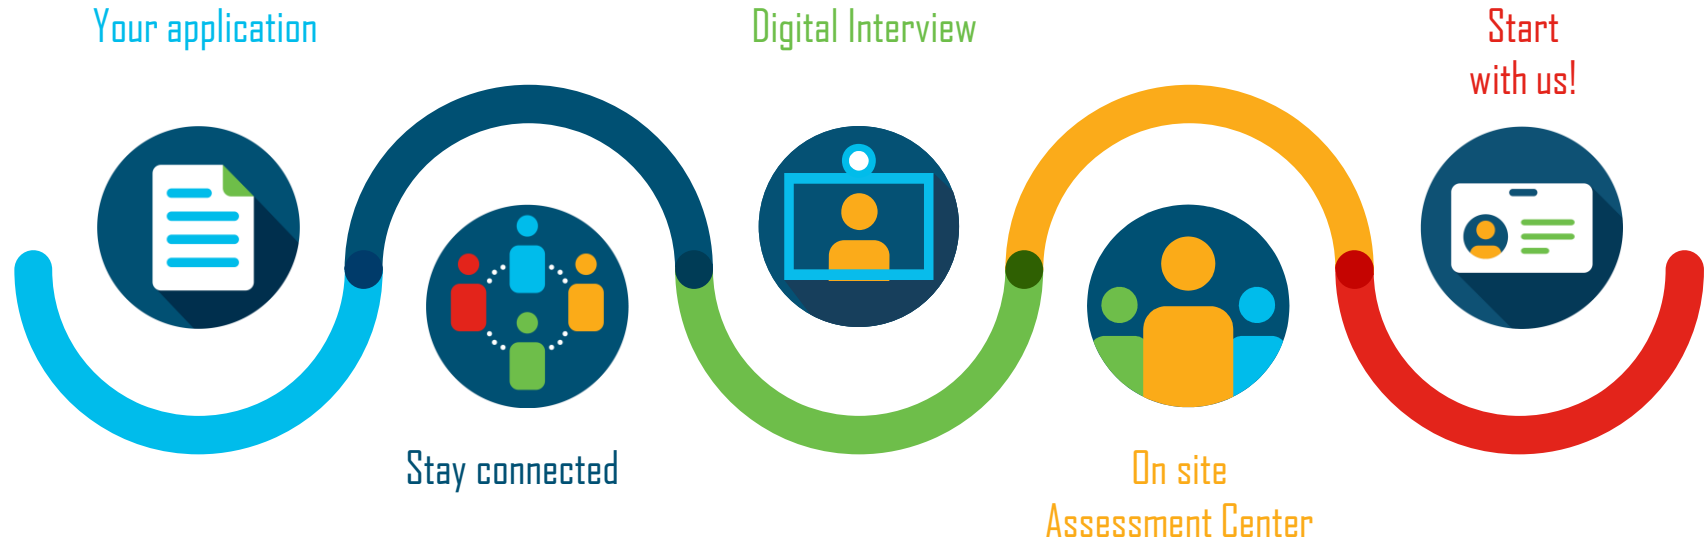 Your application
Stay connected
Digital Interview
On site
Assessment Center
Start
with us!